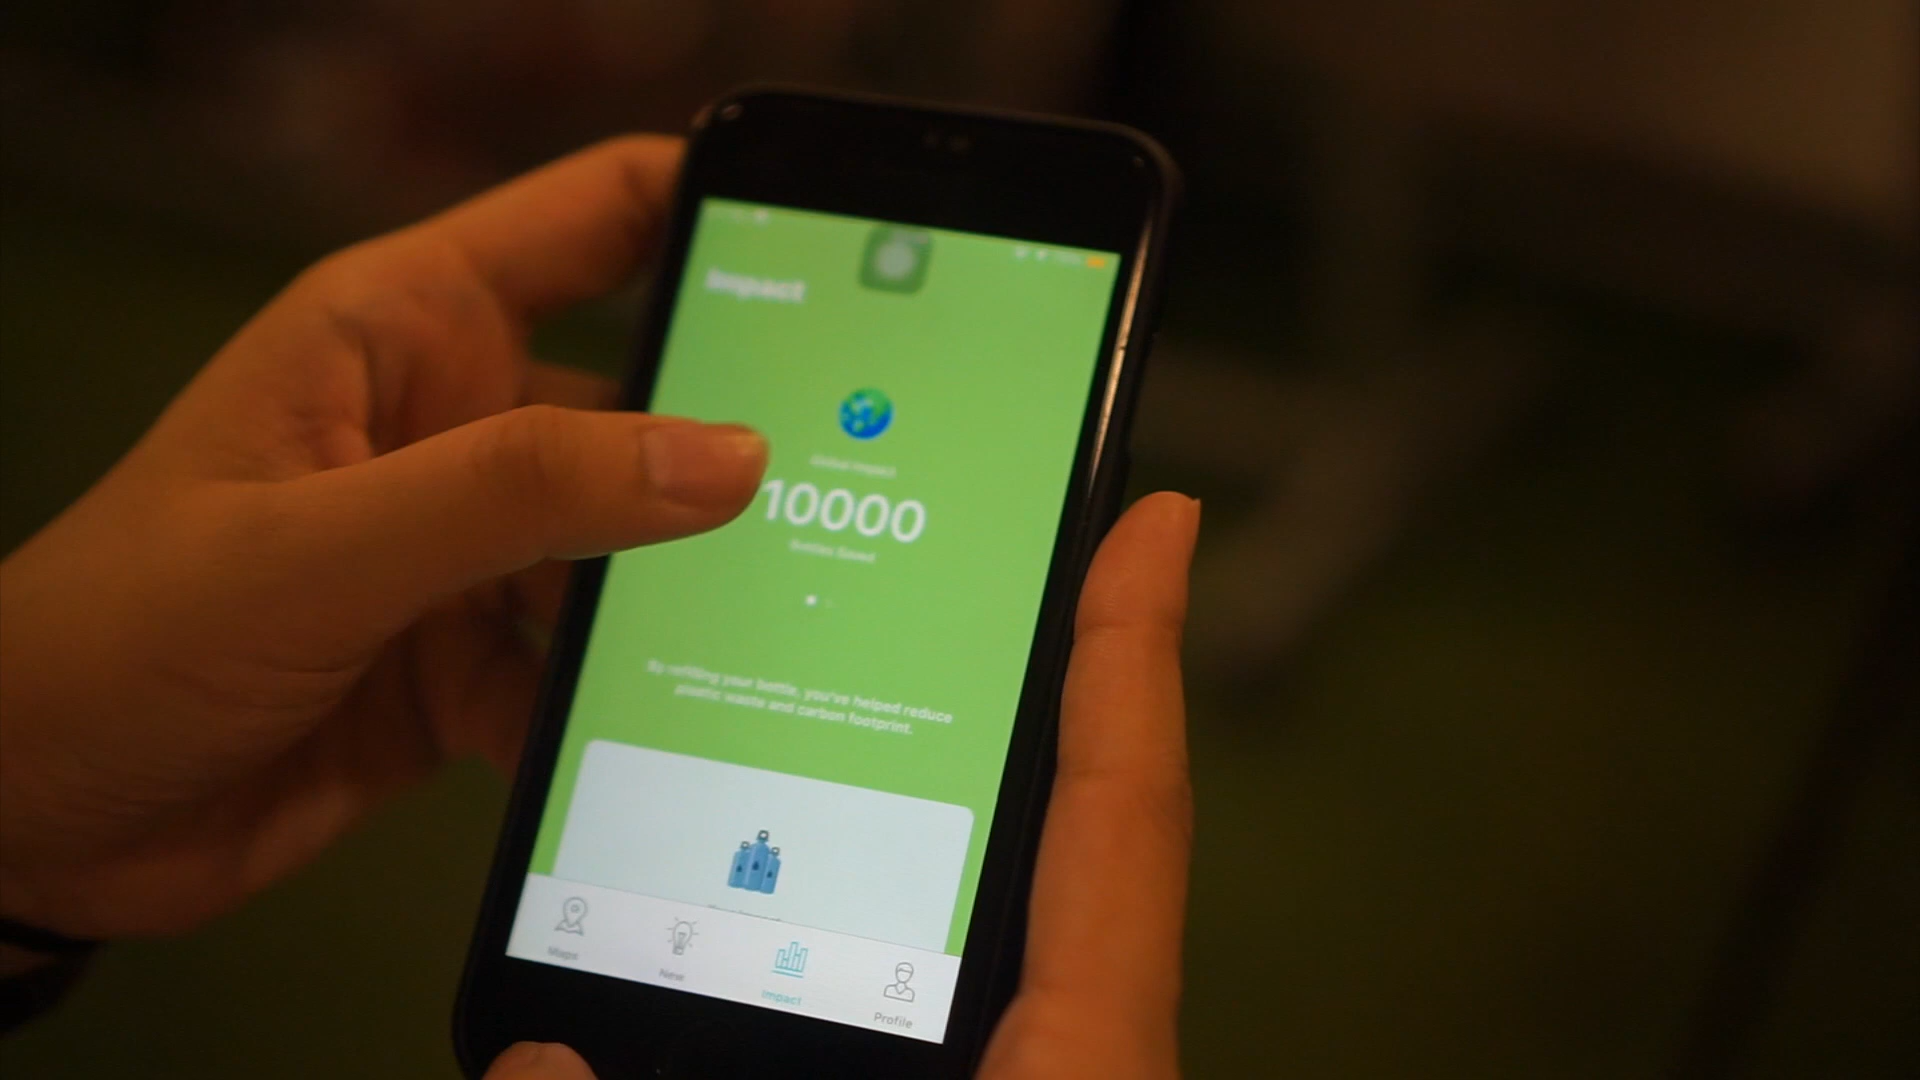 Impact
Global Impact
10000
Bottles Saved
By refilling your bottle, you've helped reduce
plastic waste and carbon footprint.
Maps
New
Impact
Profile